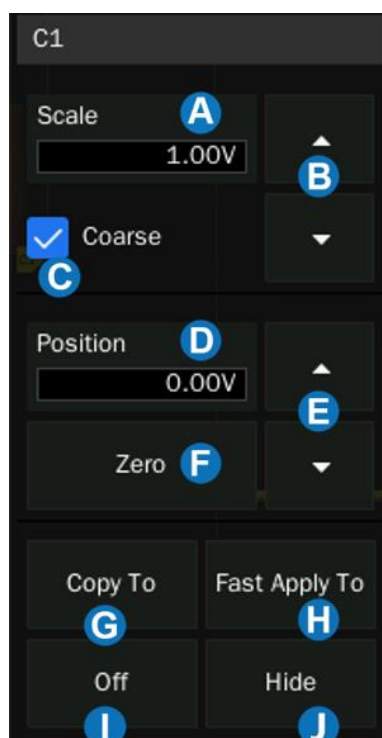 C1
Scale A
1.00V
B
Coarse
C
Position D
0.00V
E
Zero F
Copy To Fast Apply To
G H
Off Hide
I J